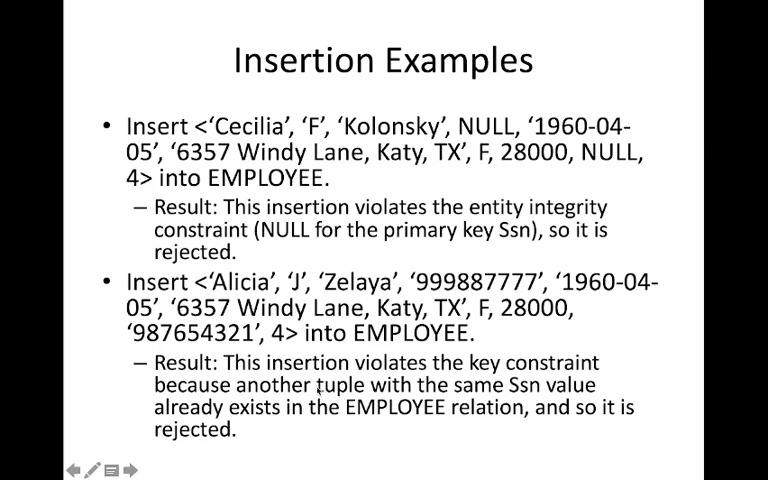 Insertion Examples
• Insert <‘Cecilia’, ‘F’, ‘Kolonsky’, NULL, ‘1960-04-
05’, ‘6357 Windy Lane, Katy, TX’, F, 28000, NULL,
4> into EMPLOYEE.
– Result: This insertion violates the entity integrity
constraint (NULL for the primary key Ssn), so it is
rejected.
• Insert <‘Alicia’, ‘J’, ‘Zelaya’, ‘999887777’, ‘1960-04-
05’, ‘6357 Windy Lane, Katy, TX’, F, 28000,
‘987654321’, 4> into EMPLOYEE.
– Result: This insertion violates the key constraint
because another tuple with the same Ssn value
already exists in the EMPLOYEE relation, and so it is
rejected.